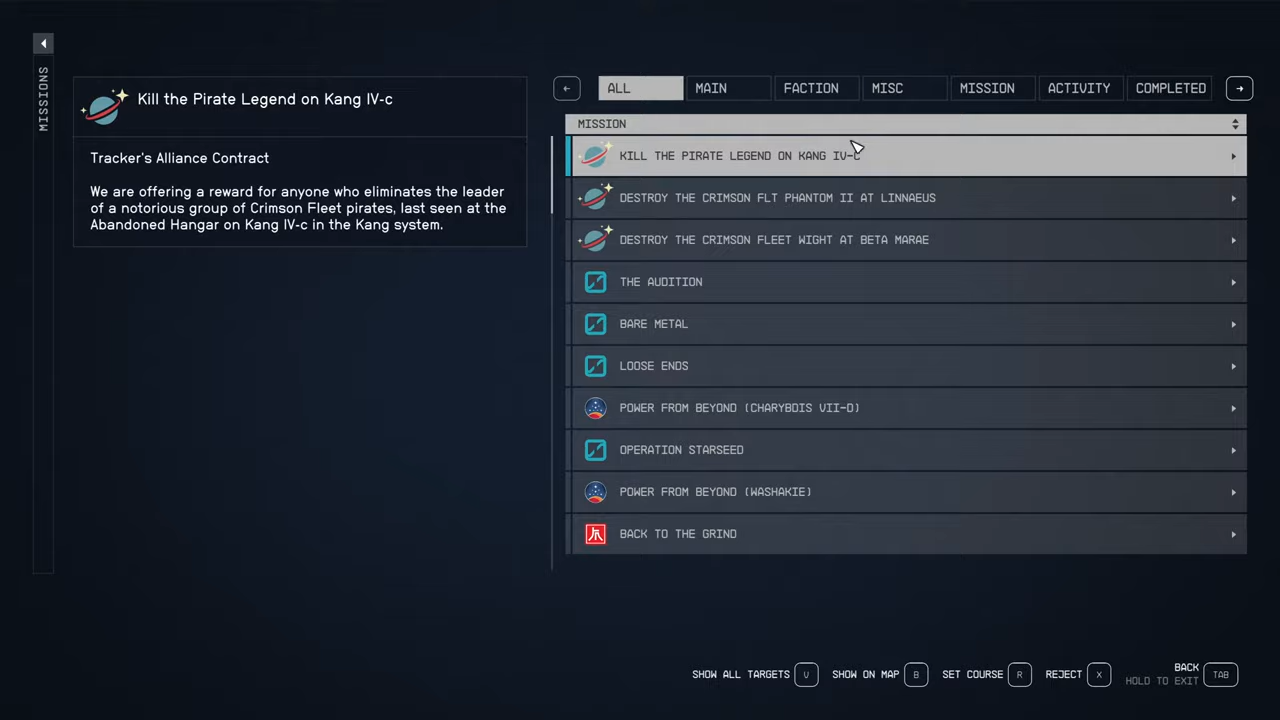 MISSIONS
Kill the Pirate Legend on Kang IV-c
Tracker's Alliance Contract
We are offering a reward for anyone who eliminates the leader
of a notorious group of Crimson Fleet pirates, last seen at the
Abandoned Hangar on Kang IV-c in the Kang system.
ALL MAIN FACTION MISC MISSION ACTIVITY COMPLETED
MISSION
KILL THE PIRATE LEGEND ON KANG IV-C
DESTROY THE CRIMSON FLT PHANTOM II AT LINNAEUS
DESTROY THE CRIMSON FLEET WIGHT AT BETA MARAE
THE AUDITION
BARE METAL
LOOSE ENDS
POWER FROM BEYOND (CHARYBDIS VII-D)
OPERATION STARSEED
POWER FROM BEYOND (WASHAKIE)
BACK TO THE GRIND
SHOW ALL TARGETS V SHOW ON MAP B SET COURSE R REJECT X BACK TAB
HOLD TO EXIT